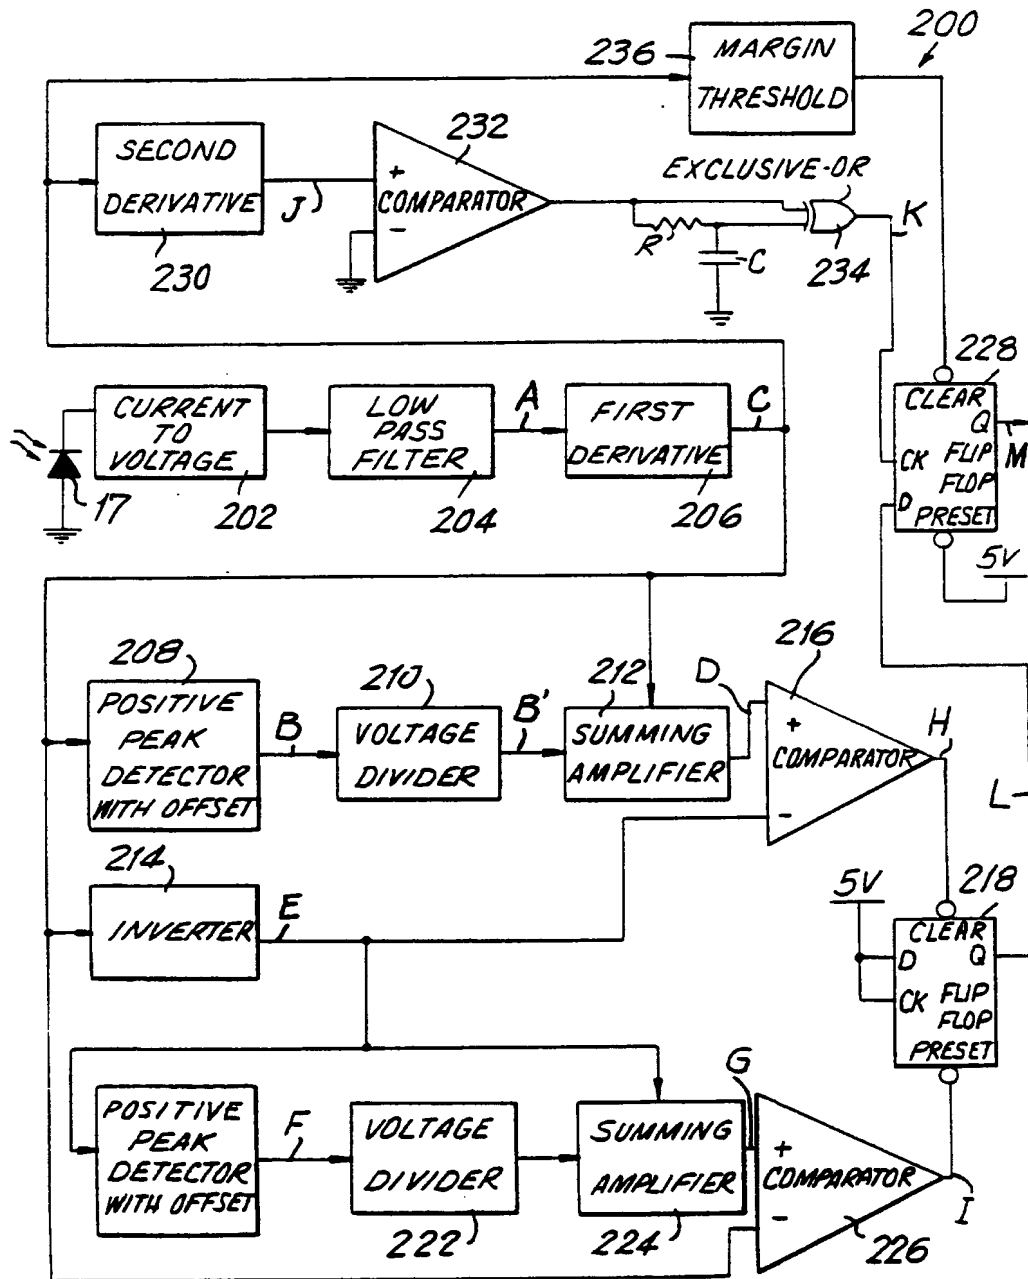 200
236
MARGIN
THRESHOLD
232
SECOND
DERIVATIVE
J
230
+
COMPARATOR
-
EXCLUSIVE-OR
R
C
234
K
228
CLEAR
Q
CK
FLIP
FLOP
D
PRESET
M
5V
CURRENT
TO
VOLTAGE
17
202
LOW
PASS
FILTER
204
A
FIRST
DERIVATIVE
206
C
208
POSITIVE
PEAK
DETECTOR
WITH OFFSET
B
210
VOLTAGE
DIVIDER
B'
212
SUMMING
AMPLIFIER
D
216
+
COMPARATOR
-
H
L
214
INVERTER
E
5V
218
CLEAR
D
Q
CK
FLIP
FLOP
PRESET
POSITIVE
PEAK
DETECTOR
WITH OFFSET
F
VOLTAGE
DIVIDER
222
SUMMING
AMPLIFIER
224
G
+
COMPARATOR
-
226
I